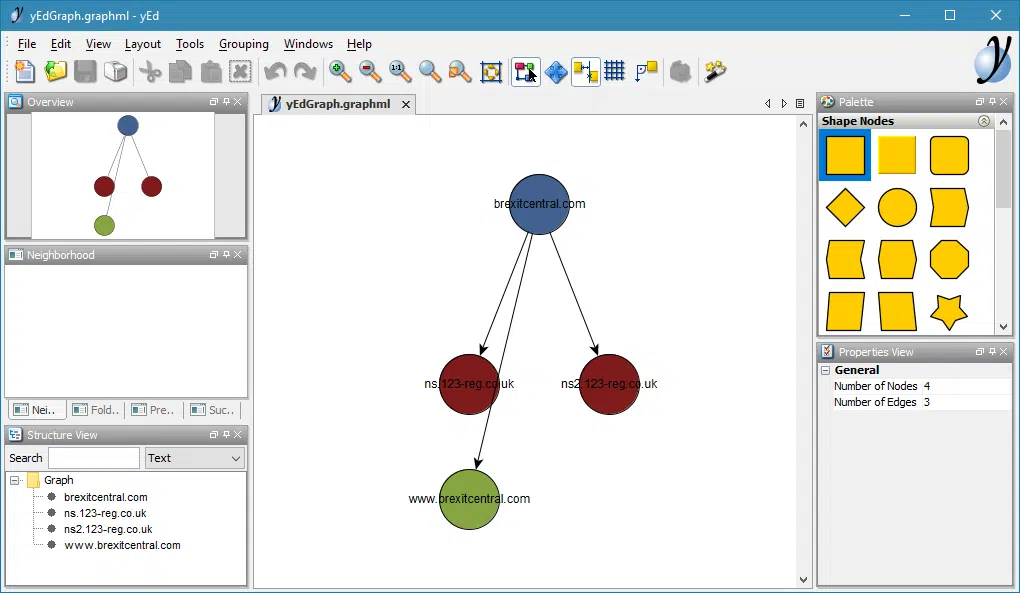 yEdGraph.graphml - yEd
File Edit View Layout Tools Grouping Windows Help
1:1
Overview
yEdGraph.graphml
Palette
Shape Nodes
Neighborhood
Nei.. Fold.. Pre.. Suc..
Structure View
Search Text
Graph
brexitcentral.com
ns.123-reg.co.uk
ns2.123-reg.co.uk
www.brexitcentral.com
brexitcentral.com
ns.123-reg.co.uk ns2.123-reg.co.uk
www.brexitcentral.com
Properties View
General
Number of Nodes 4
Number of Edges 3